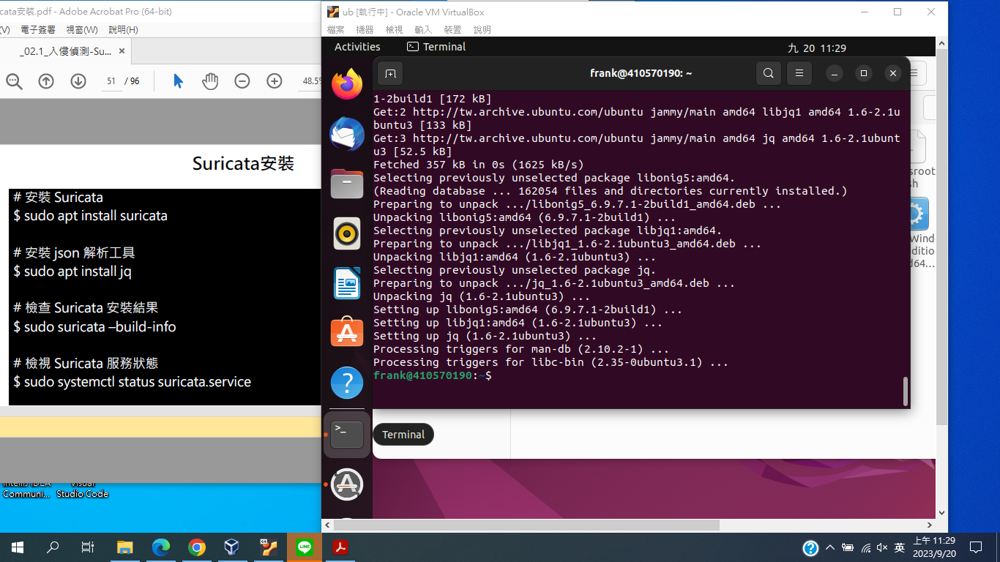 cata安裝.pdf - Adobe Acrobat Pro (64-bit)
(V) 電子簽署 視窗(W) 說明(H)
_02.1_入侵偵測-Su...
51 / 96
48.5%
Suricata安裝
# 安裝 Suricata
$ sudo apt install suricata
# 安裝 json 解析工具
$ sudo apt install jq
# 檢查 Suricata 安裝結果
$ sudo suricata –build-info
# 檢視 Suricata 服務狀態
$ sudo systemctl status suricata.service
Communi...
Studio Code
ub [執行中] - Oracle VM VirtualBox
檔案 機器 檢視 輸入 裝置 說明
Activities Terminal 九 20 11:29
frank@410570190: ~
1-2build1 [172 kB]
Get:2 http://tw.archive.ubuntu.com/ubuntu jammy/main amd64 libjq1 amd64 1.6-2.1u
buntu3 [133 kB]
Get:3 http://tw.archive.ubuntu.com/ubuntu jammy/main amd64 jq amd64 1.6-2.1ubunt
u3 [52.5 kB]
Fetched 357 kB in 0s (1625 kB/s)
Selecting previously unselected package libonig5:amd64.
(Reading database ... 162054 files and directories currently installed.)
Preparing to unpack .../libonig5_6.9.7.1-2build1_amd64.deb ...
Unpacking libonig5:amd64 (6.9.7.1-2build1) ...
Selecting previously unselected package libjq1:amd64.
Preparing to unpack .../libjq1_1.6-2.1ubuntu3_amd64.deb ...
Unpacking libjq1:amd64 (1.6-2.1ubuntu3) ...
Selecting previously unselected package jq.
Preparing to unpack .../jq_1.6-2.1ubuntu3_amd64.deb ...
Unpacking jq (1.6-2.1ubuntu3) ...
Setting up libonig5:amd64 (6.9.7.1-2build1) ...
Setting up libjq1:amd64 (1.6-2.1ubuntu3) ...
Setting up jq (1.6-2.1ubuntu3) ...
Processing triggers for man-db (2.10.2-1) ...
Processing triggers for libc-bin (2.35-0ubuntu3.1) ...
frank@410570190:~$
Terminal
sroot
sh
Wind
ditio
d64...
英
上午 11:29
2023/9/20